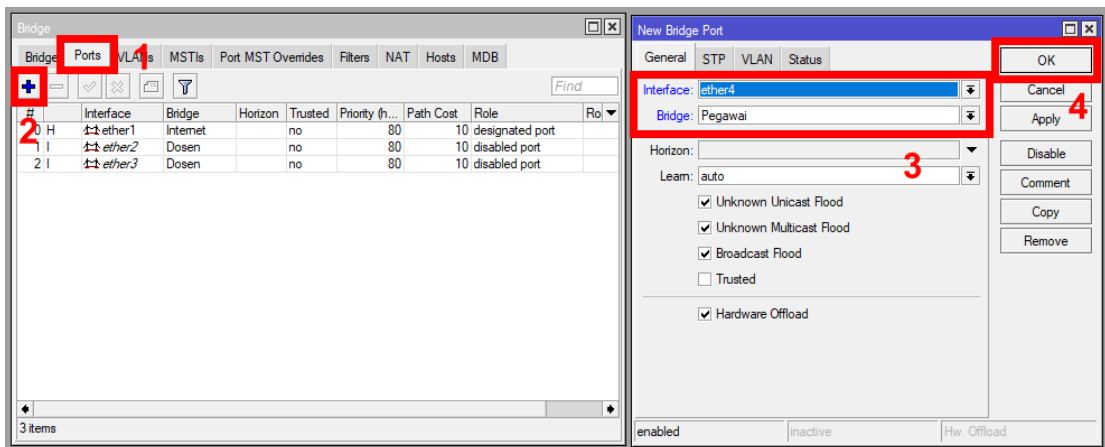 Bridge
Bridge Ports VLANs MSTIs Port MST Overrides Filters NAT Hosts MDB
1
Find
# Interface Bridge Horizon Trusted Priority (h... Path Cost Role Ro
0 H ether1 Internet no 80 10 designated port
1 I ether2 Dosen no 80 10 disabled port
2 I ether3 Dosen no 80 10 disabled port
2
3 items
New Bridge Port
General STP VLAN Status
Interface: ether4
Bridge: Pegawai
Horizon:
Learn: auto
3
Unknown Unicast Flood
Unknown Multicast Flood
Broadcast Flood
Trusted
Hardware Offload
OK
Cancel
4
Apply
Disable
Comment
Copy
Remove
enabled inactive Hw. Offload